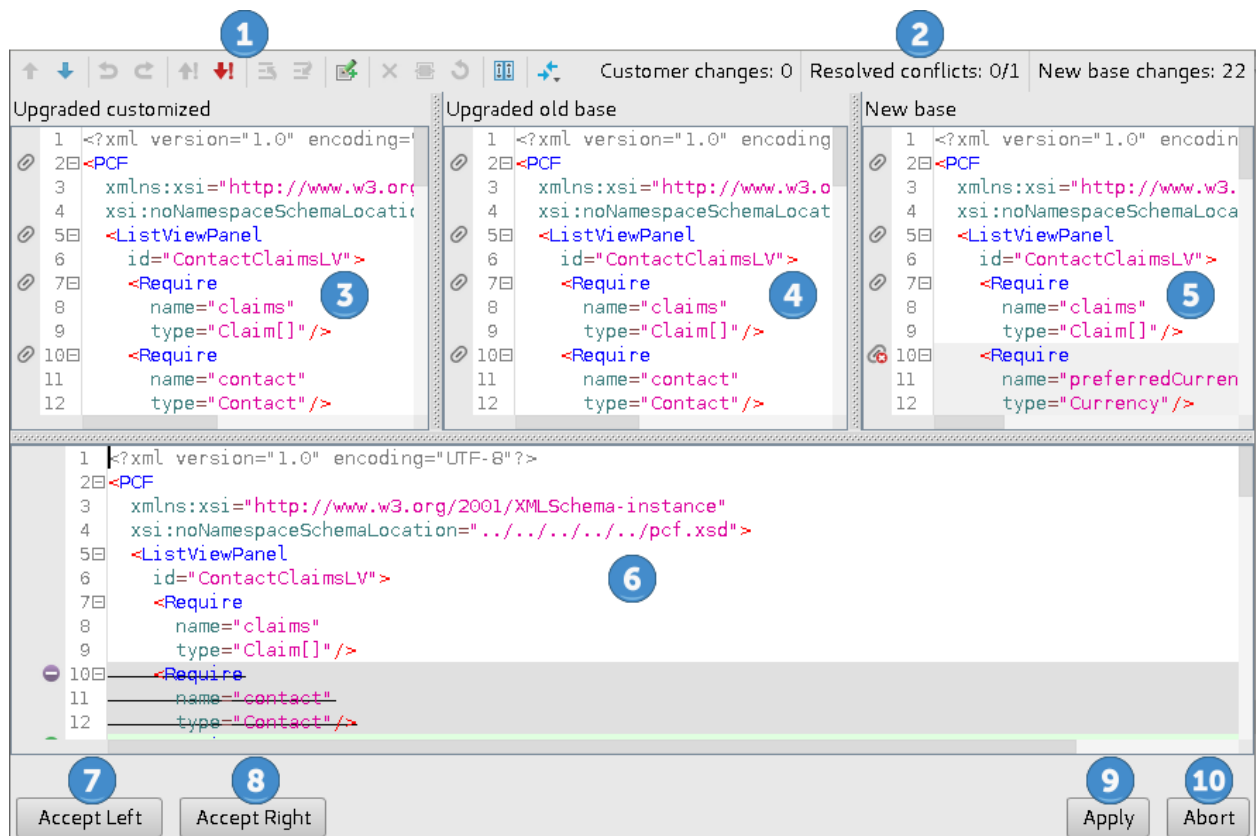 1
2
Customer changes: 0 Resolved conflicts: 0/1 New base changes: 22
Upgraded customized
1 <?xml version="1.0" encoding="
2 <PCF
3 xmlns:xsi="http://www.w3.org
4 xsi:noNamespaceSchemaLocatio
5 <ListViewPanel
6 id="ContactClaimsLV">
7 <Require
8 name="claims"
9 type="Claim[]"/>
10 <Require
11 name="contact"
12 type="Contact"/>
3
Upgraded old base
1 <?xml version="1.0" encoding
2 <PCF
3 xmlns:xsi="http://www.w3.o
4 xsi:noNamespaceSchemaLocat
5 <ListViewPanel
6 id="ContactClaimsLV">
7 <Require
8 name="claims"
9 type="Claim[]"/>
10 <Require
11 name="contact"
12 type="Contact"/>
4
New base
1 <?xml version="1.0" encodin
2 <PCF
3 xmlns:xsi="http://www.w3.
4 xsi:noNamespaceSchemaLoca
5 <ListViewPanel
6 id="ContactClaimsLV">
7 <Require
8 name="claims"
9 type="Claim[]"/>
10 <Require
11 name="preferredCurren
12 type="Currency"/>
5
1 <?xml version="1.0" encoding="UTF-8"?>
2 <PCF
3 xmlns:xsi="http://www.w3.org/2001/XMLSchema-instance"
4 xsi:noNamespaceSchemaLocation="../../../../../pcf.xsd">
5 <ListViewPanel
6 id="ContactClaimsLV">
7 <Require
8 name="claims"
9 type="Claim[]"/>
10 <Require
11 name="contact"
12 type="Contact"/>
6
7
8
9
10
Accept Left
Accept Right
Apply
Abort